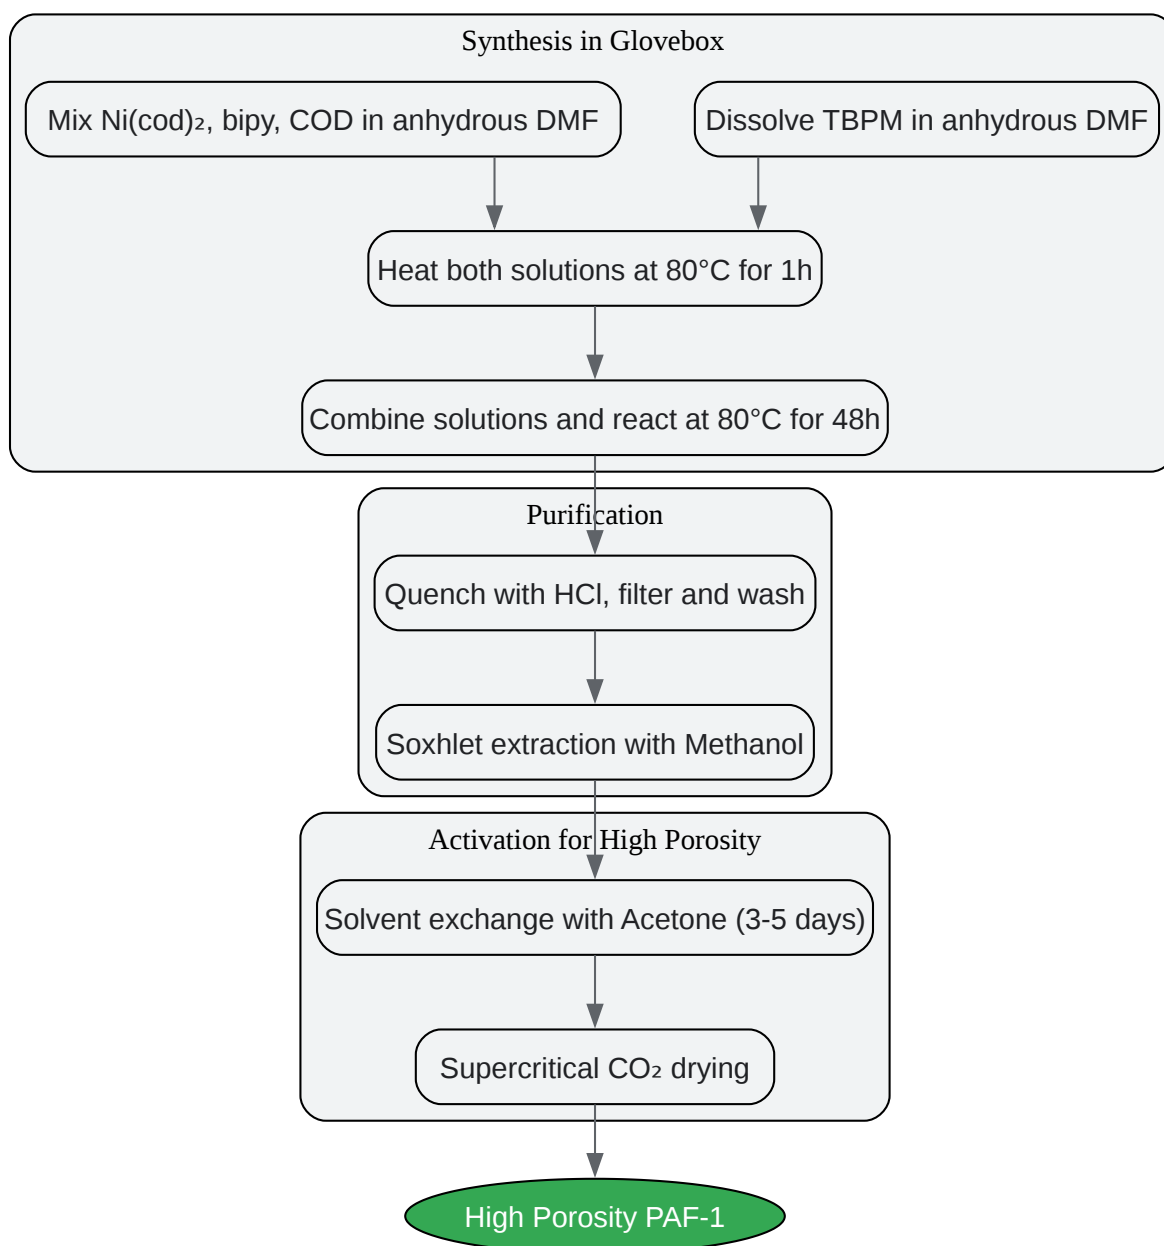 Synthesis in Glovebox
Mix Ni(cod)₂, bipy, COD in anhydrous DMF
Dissolve TBPM in anhydrous DMF
Heat both solutions at 80°C for 1h
Combine solutions and react at 80°C for 48h
Purification
Quench with HCl, filter and wash
Soxhlet extraction with Methanol
Activation for High Porosity
Solvent exchange with Acetone (3-5 days)
Supercritical CO₂ drying
High Porosity PAF-1